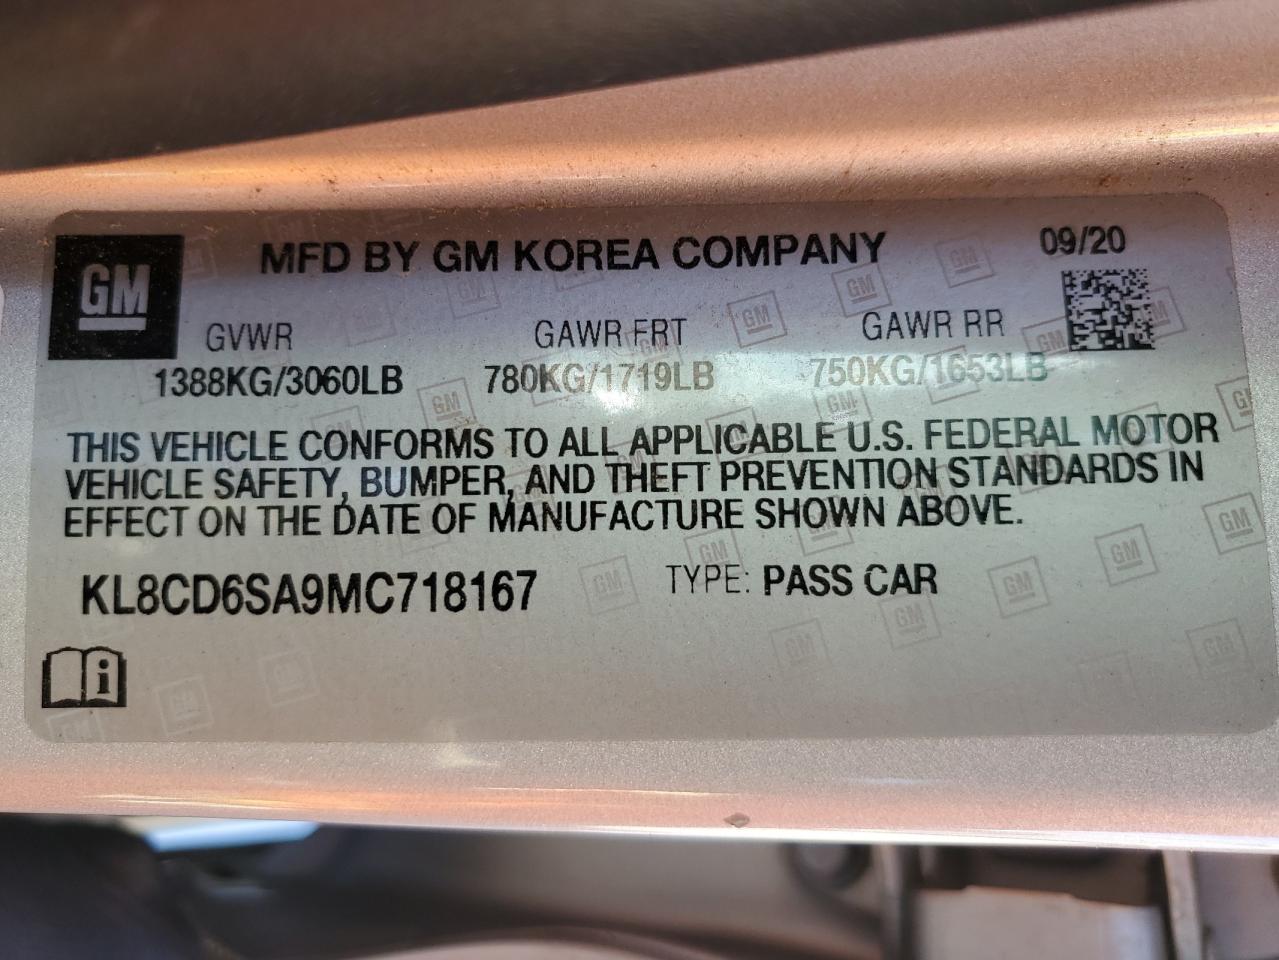 GM
MFD BY GM KOREA COMPANY 09/20
GVWR GAWR FRT GAWR RR
1388KG/3060LB 780KG/1719LB 750KG/1653LB
THIS VEHICLE CONFORMS TO ALL APPLICABLE U.S. FEDERAL MOTOR
VEHICLE SAFETY, BUMPER, AND THEFT PREVENTION STANDARDS IN
EFFECT ON THE DATE OF MANUFACTURE SHOWN ABOVE.
KL8CD6SA9MC718167 TYPE: PASS CAR